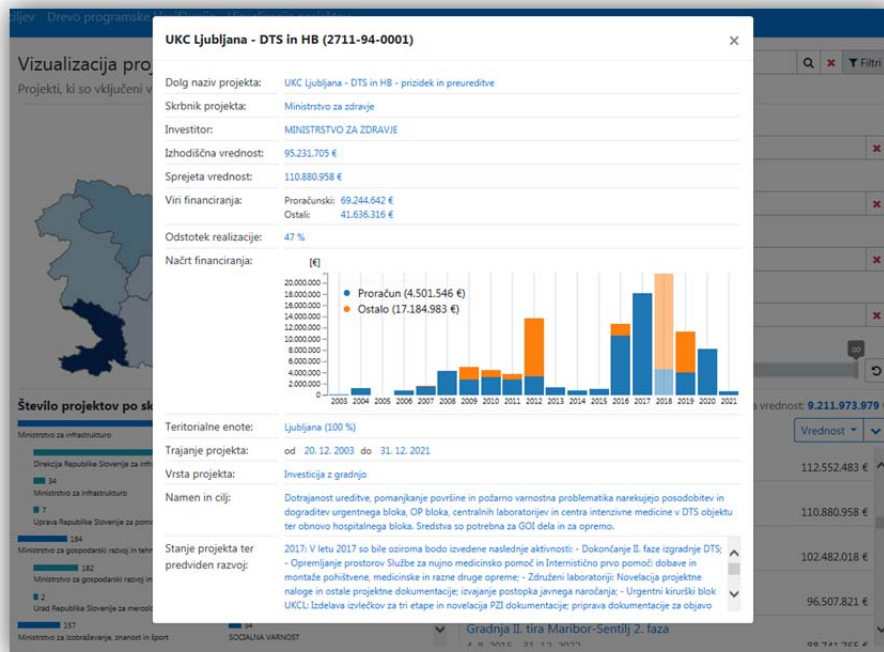 ciljev Drevo programske
UKC Ljubljana - DTS in HB (2711-94-0001)
×
Vizualizacija
Projekti, ki so vključeni v
Filtri
Dolg naziv projekta: UKC Ljubljana - DTS in HB - prizidek in preureditve
Skrbnik projekta: Ministrstvo za zdravje
Investitor: MINISTRSTVO ZA ZDRAVJE
Izhodiščna vrednost: 95.231.705 €
Sprejeta vrednost: 110.880.958 €
Viri financiranja: Proračunski: 69.244.642 €
Ostali: 41.636.316 €
Odstotek realizacije: 47 %
Načrt financiranja:
[€]
20.000.000
18.000.000
16.000.000
14.000.000
12.000.000
10.000.000
8.000.000
6.000.000
4.000.000
2.000.000
0
Proračun (4.501.546 €)
Ostalo (17.184.983 €)
2003 2004 2005 2006 2007 2008 2009 2010 2011 2012 2013 2014 2015 2016 2017 2018 2019 2020 2021
Teritorialne enote: Ljubljana (100 %)
Trajanje projekta: od 20. 12. 2003 do 31. 12. 2021
Vrsta projekta: Investicija z gradnjo
Namen in cilj: Dotrajanost ureditve, pomanjkanje površine in požarno varnostna problematika narekujejo posodobitev in
dograditev urgentnega bloka, OP bloka, centralnih laboratorijev in centra intenzivne medicine v DTS objektu
ter obnovo hospitalnega bloka. Sredstva so potrebna za GOI dela in za opremo.
Stanje projekta ter
predviden razvoj:
2017: V letu 2017 so bile oziroma bodo izvedene naslednje aktivnosti: - Dokončanje II. faze izgradnje DTS;
- Opremljanje prostorov Službe za nujno medicinsko pomoč in Internistično prvo pomoč: dobave in
montaže pohištvene, medicinske in razne druge opreme; - Združeni laboratoriji: Novelacija projektne
naloge in ostale projektne dokumentacije; izvajanje postopka javnega naročanja; - Urgentni kirurški blok
UKCL: Izdelava izvlečkov za tri etape in novelacija PZI dokumentacije; priprava dokumentacije za objavo
Število projektov po
Ministrstvo za infrastrukturo
Direkcija Republike Slovenije za
34
Ministrstvo za infrastrukturo
7
Uprava Republike Slovenije za
184
Ministrstvo za gospodarski razvoj in
182
Ministrstvo za gospodarski razvoj in
2
Urad Republike Slovenije za
157
Ministrstvo za izobraževanje, znanost in šport
SOCIALNA VARNOST
∞
vrednost: 9.211.973.979
Vrednost
112.552.483 €
110.880.958 €
102.482.018 €
96.507.821 €
Gradnja II. tira Maribor-Šentilj 2. faza